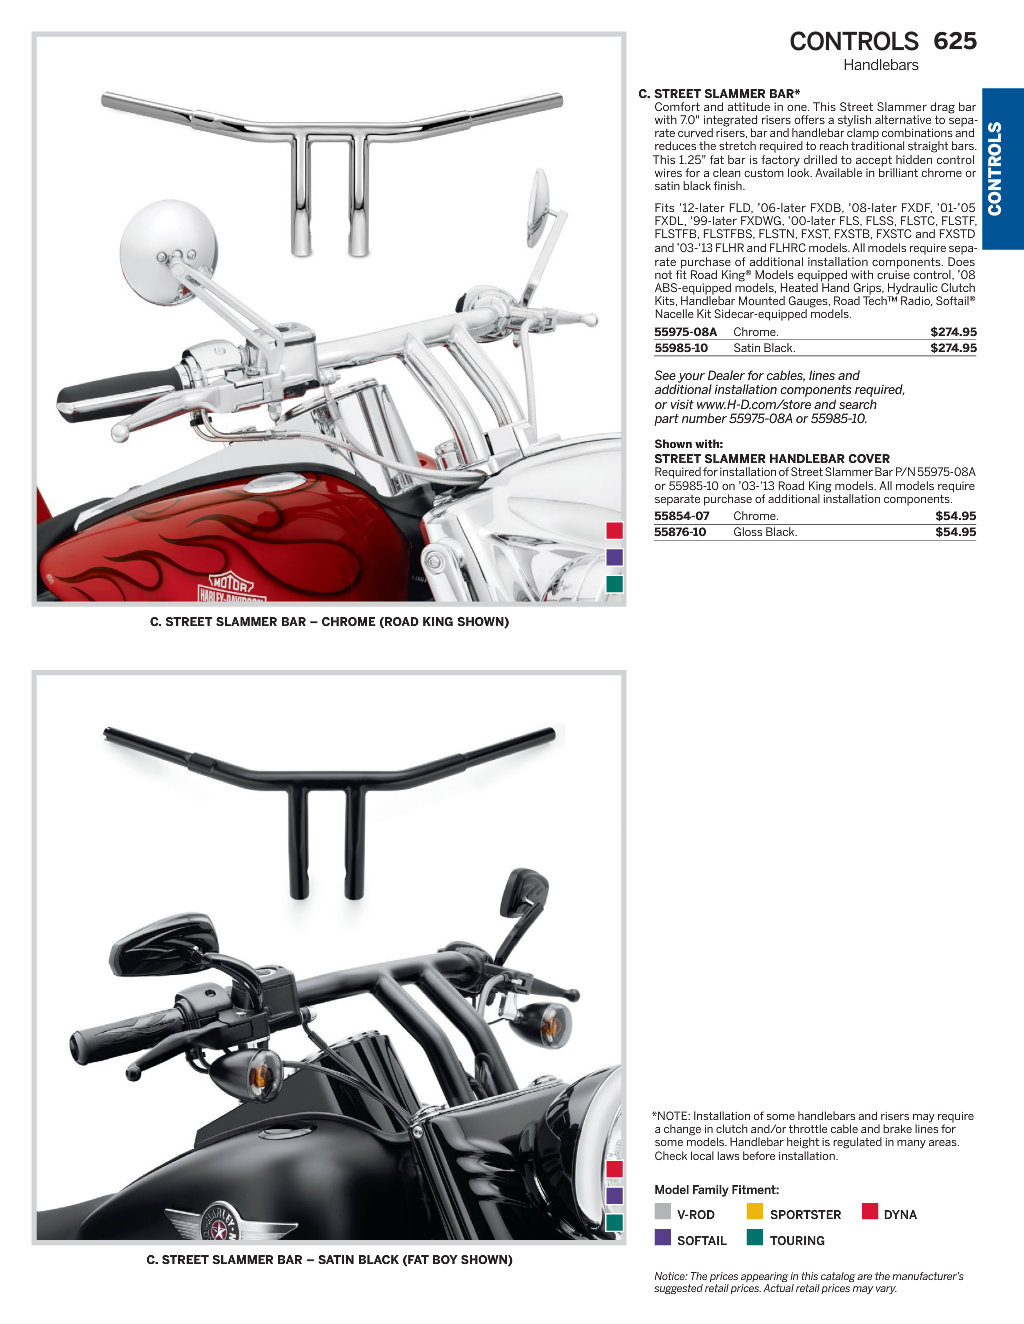 CONTROLS 625
Handlebars
CONTROLS
C. STREET SLAMMER BAR*
Comfort and attitude in one. This Street Slammer drag bar
with 7.0" integrated risers offers a stylish alternative to sepa-
rate curved risers, bar and handlebar clamp combinations and
reduces the stretch required to reach traditional straight bars.
This 1.25" fat bar is factory drilled to accept hidden control
wires for a clean custom look. Available in brilliant chrome or
satin black finish.
Fits '12-later FLD, '06-later FXDB, '08-later FXDF, '01-'05
FXDL, '99-later FXDWG, '00-later FLS, FLSS, FLSTC, FLSTF,
FLSTFB, FLSTFBS, FLSTN, FXST, FXSTB, FXSTC and FXSTD
and '03-'13 FLHR and FLHRC models. All models require sepa-
rate purchase of additional installation components. Does
not fit Road King® Models equipped with cruise control, '08
ABS-equipped models, Heated Hand Grips, Hydraulic Clutch
Kits, Handlebar Mounted Gauges, Road Tech™ Radio, Softail®
Nacelle Kit Sidecar-equipped models.
55975-08A Chrome. $274.95
55985-10 Satin Black. $274.95
See your Dealer for cables, lines and
additional installation components required,
or visit www.H-D.com/store and search
part number 55975-08A or 55985-10.
Shown with:
STREET SLAMMER HANDLEBAR COVER
Required for installation of Street Slammer Bar P/N 55975-08A
or 55985-10 on '03-'13 Road King models. All models require
separate purchase of additional installation components.
55854-07 Chrome. $54.95
55876-10 Gloss Black. $54.95
MOTOR
HARLEY-DAVIDSON
C. STREET SLAMMER BAR – CHROME (ROAD KING SHOWN)
C. STREET SLAMMER BAR – SATIN BLACK (FAT BOY SHOWN)
*NOTE: Installation of some handlebars and risers may require
a change in clutch and/or throttle cable and brake lines for
some models. Handlebar height is regulated in many areas.
Check local laws before installation.
Model Family Fitment:
V-ROD SPORTSTER DYNA
SOFTAIL TOURING
Notice: The prices appearing in this catalog are the manufacturer's
suggested retail prices. Actual retail prices may vary.